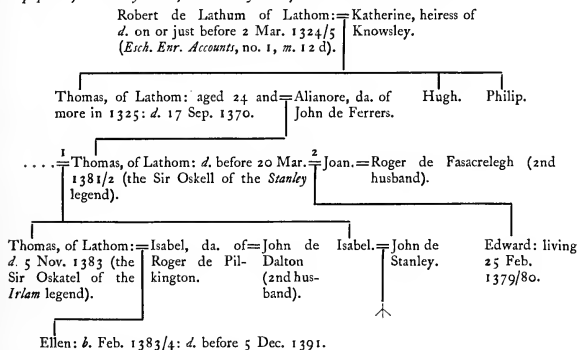 Robert de Lathum of Lathom:═Katherine, heiress of
d. on or just before 2 Mar. 1324/5
Knowsley.
(Esch. Enr. Accounts, no. 1, m. 12 d).
Thomas, of Lathom: aged 24 and═Alianore, da. of
more in 1325: d. 17 Sep. 1370.
John de Ferrers.
Hugh.
Philip.
1
2
....═Thomas, of Lathom: d. before 20 Mar.═Joan.═Roger de Fasacrelegh (2nd
1381/2 (the Sir Oskell of the Stanley
husband).
legend).
Thomas, of Lathom:═Isabel, da. of═John de
d. 5 Nov. 1383 (the
Roger de Pil-
Dalton
Sir Oskatel of the
kington.
(2nd hus-
Irlam legend).
band).
Isabel.═John de
Stanley.
Edward: living
25 Feb.
1379/80.
Ellen: b. Feb. 1383/4: d. before 5 Dec. 1391.